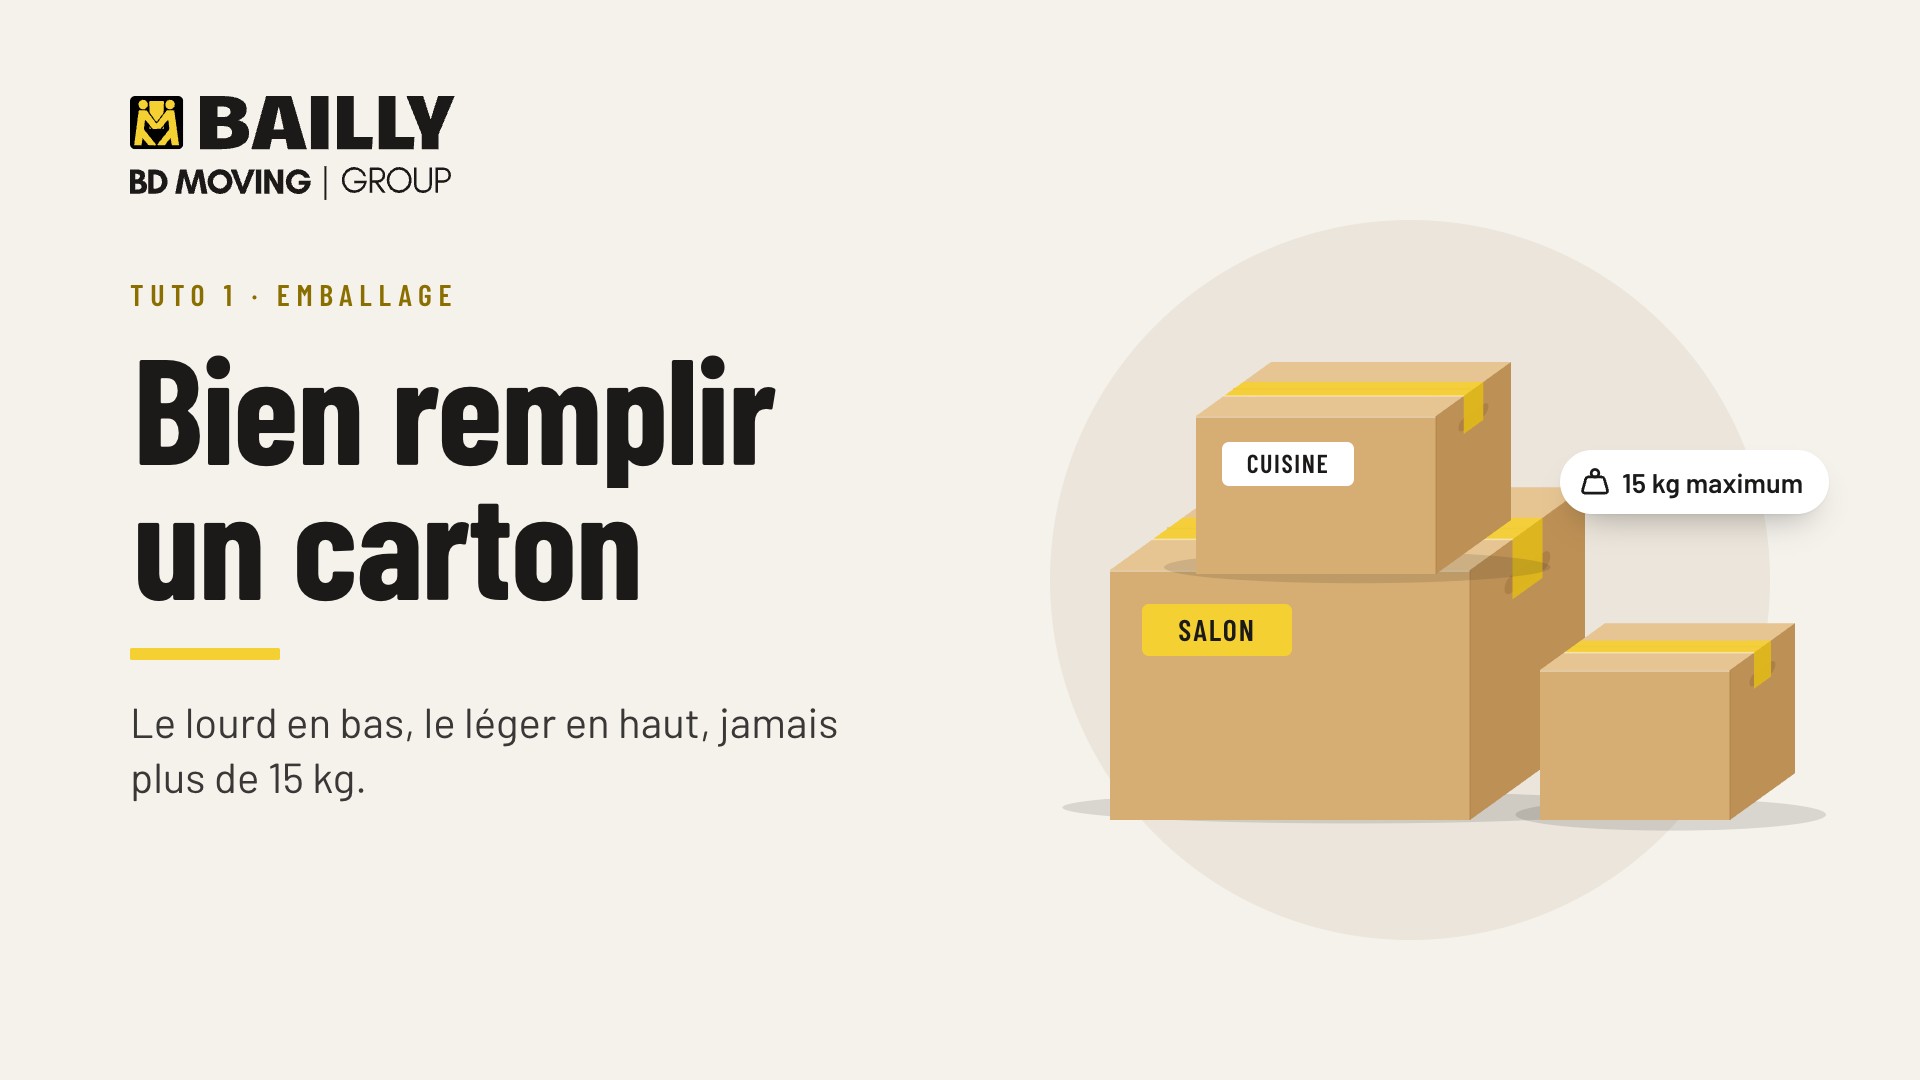 BAILLY
BD MOVING | GROUP
TUTO 1 · EMBALLAGE
Bien remplir
un carton
Le lourd en bas, le léger en haut, jamais
plus de 15 kg.
CUISINE
15 kg maximum
SALON